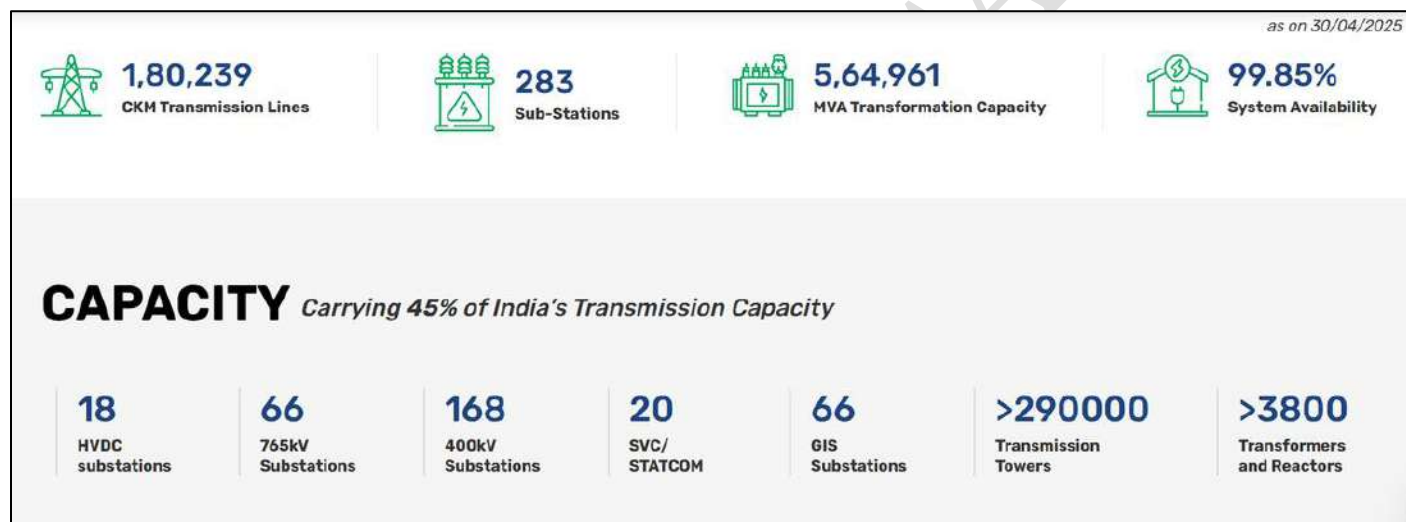 as on 30/04/2025
1,80,239
CKM Transmission Lines
283
Sub-Stations
5,64,961
MVA Transformation Capacity
99.85%
System Availability
CAPACITY Carrying 45% of India's Transmission Capacity
18
HVDC
substations
66
765kV
Substations
168
400kV
Substations
20
SVC/
STATCOM
66
GIS
Substations
>290000
Transmission
Towers
>3800
Transformers
and Reactors